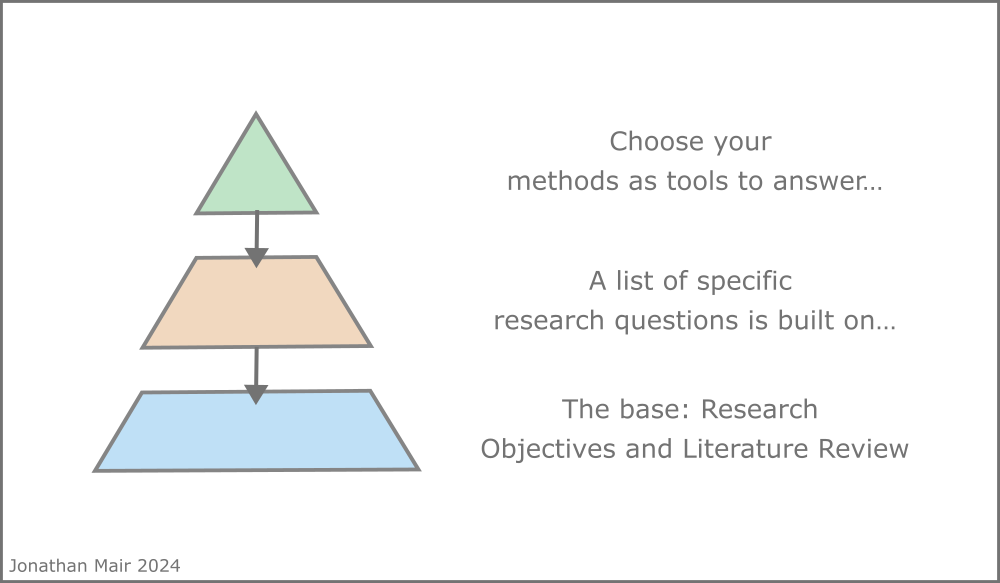 Choose your
methods as tools to answer…
A list of specific
research questions is built on…
The base: Research
Objectives and Literature Review
Jonathan Mair 2024